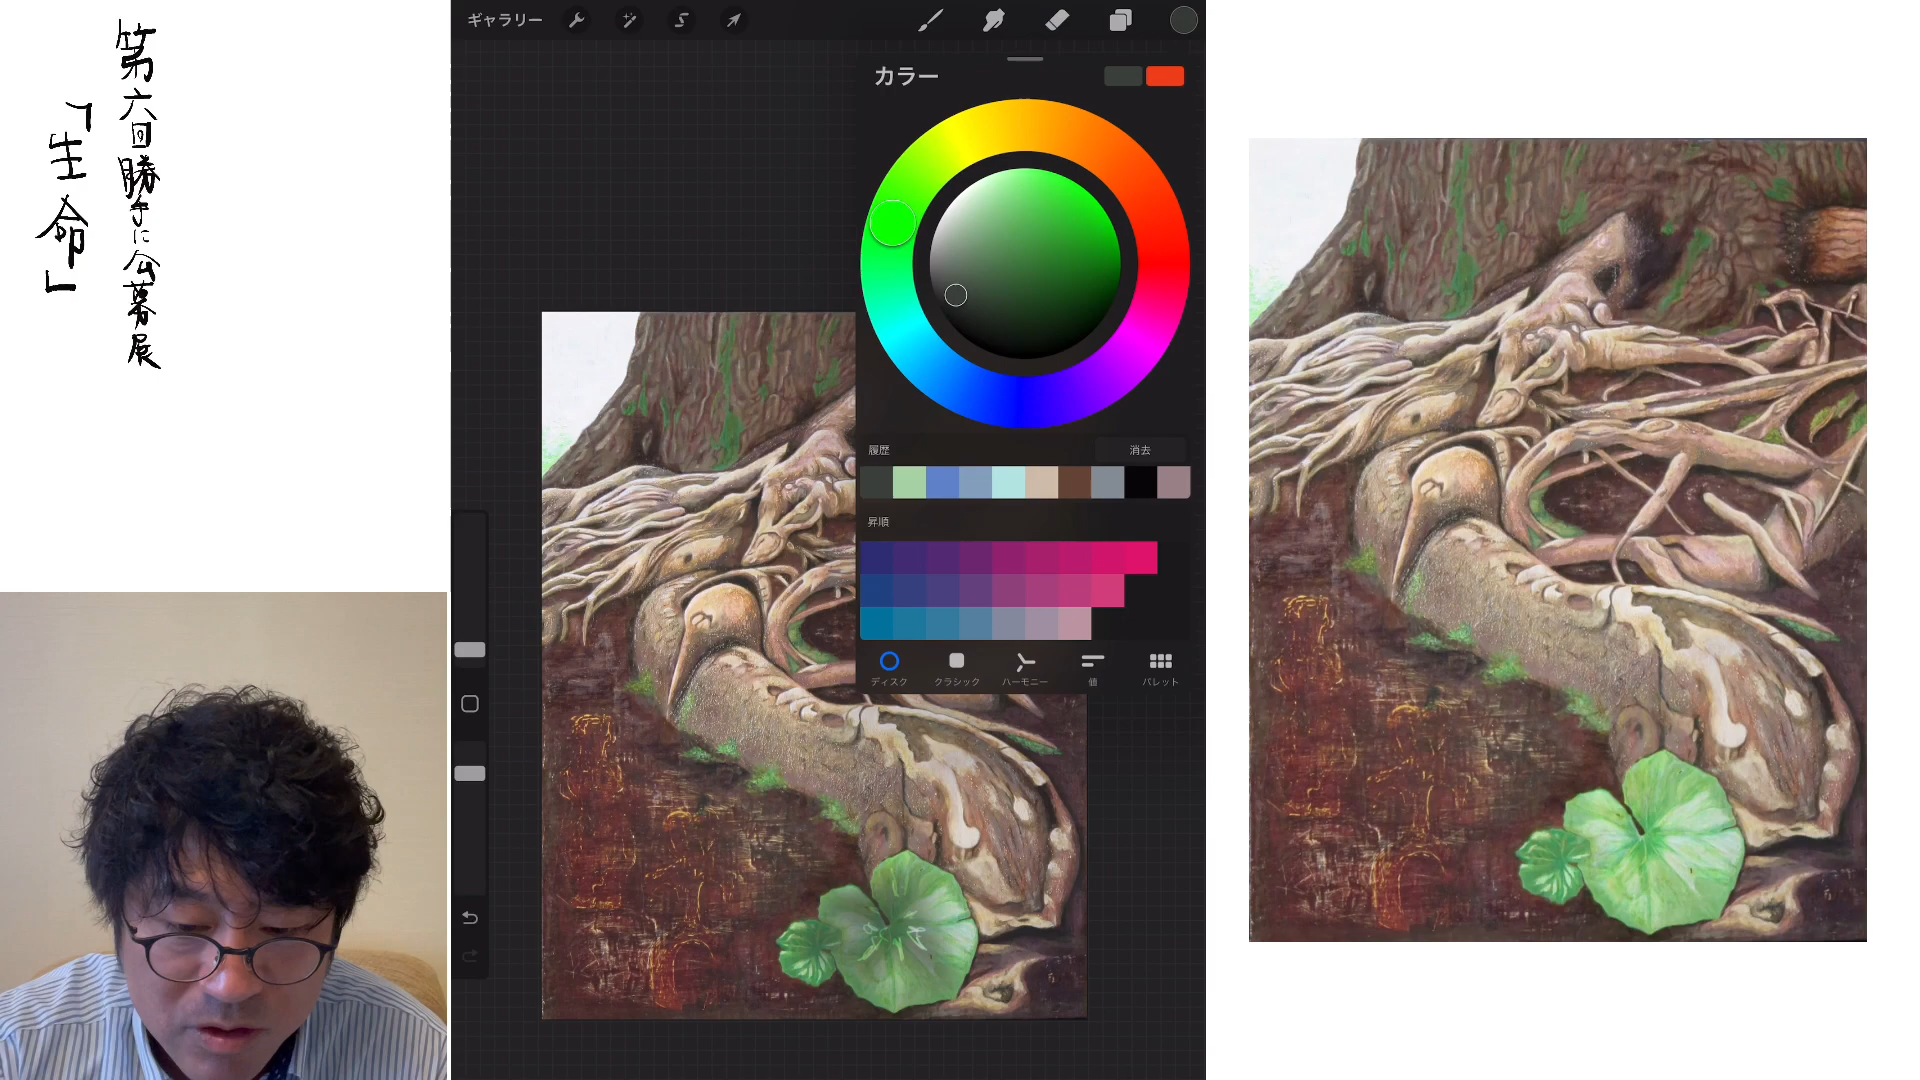 第六回勝手に公募展
「生命」
ギャラリー
カラー
履歴
消去
昇順
ディスク
クラシック
ハーモニー
値
パレット